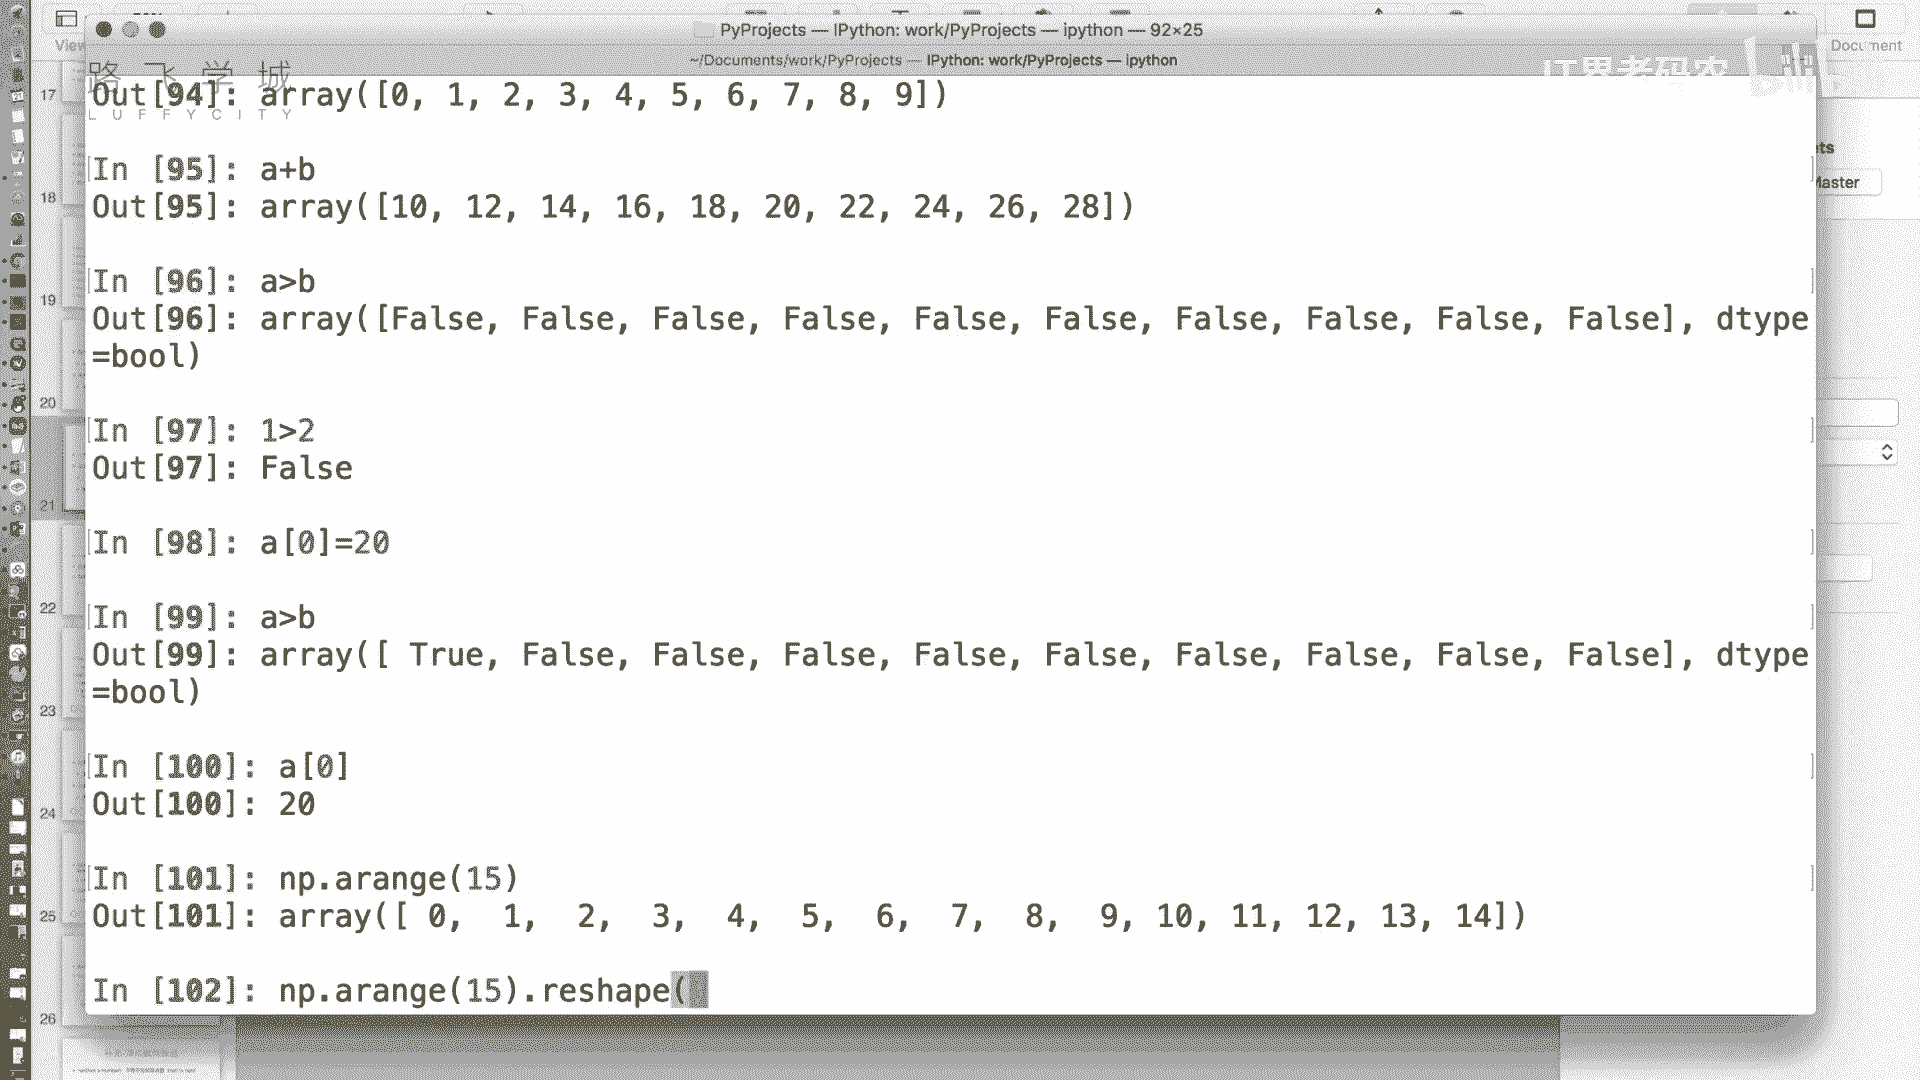 PyProjects — IPython: work/PyProjects — ipython — 92×25
~/Documents/work/PyProjects — IPython: work/PyProjects — ipython
View
Document
路飞学城
LUFFYCITY
IT界老码农
Out[94]: array([0, 1, 2, 3, 4, 5, 6, 7, 8, 9])
In [95]: a+b
Out[95]: array([10, 12, 14, 16, 18, 20, 22, 24, 26, 28])
In [96]: a>b
Out[96]: array([False, False, False, False, False, False, False, False, False, False], dtype
=bool)
In [97]: 1>2
Out[97]: False
In [98]: a[0]=20
In [99]: a>b
Out[99]: array([ True, False, False, False, False, False, False, False, False, False], dtype
=bool)
In [100]: a[0]
Out[100]: 20
In [101]: np.arange(15)
Out[101]: array([ 0,  1,  2,  3,  4,  5,  6,  7,  8,  9, 10, 11, 12, 13, 14])
In [102]: np.arange(15).reshape(
17
18
19
20
21
22
23
24
25
26